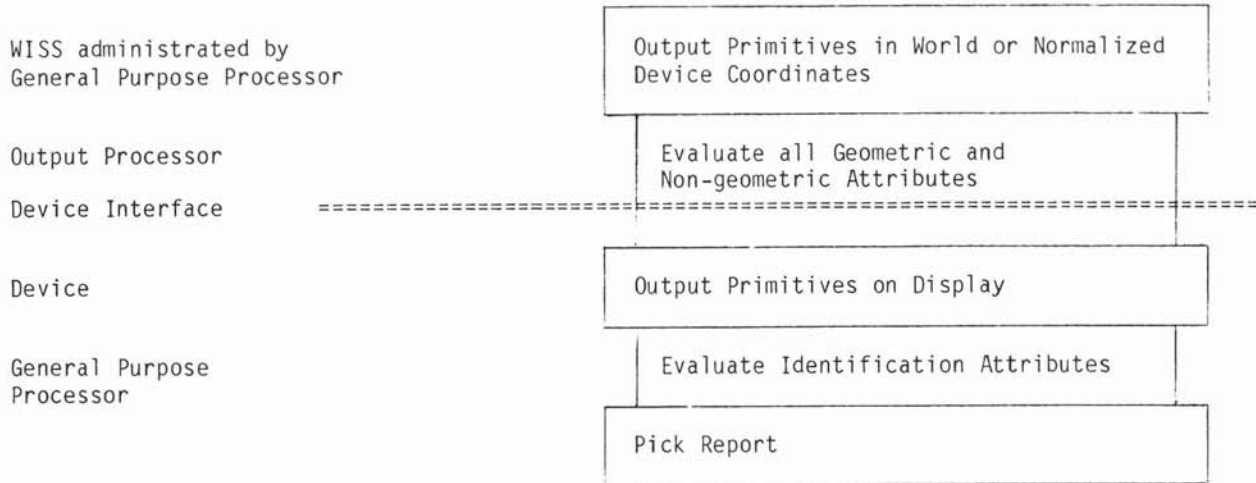 WISS administrated by
General Purpose Processor
Output Primitives in World or Normalized
Device Coordinates
Output Processor
Evaluate all Geometric and
Non-geometric Attributes
Device Interface
Device
Output Primitives on Display
General Purpose
Processor
Evaluate Identification Attributes
Pick Report